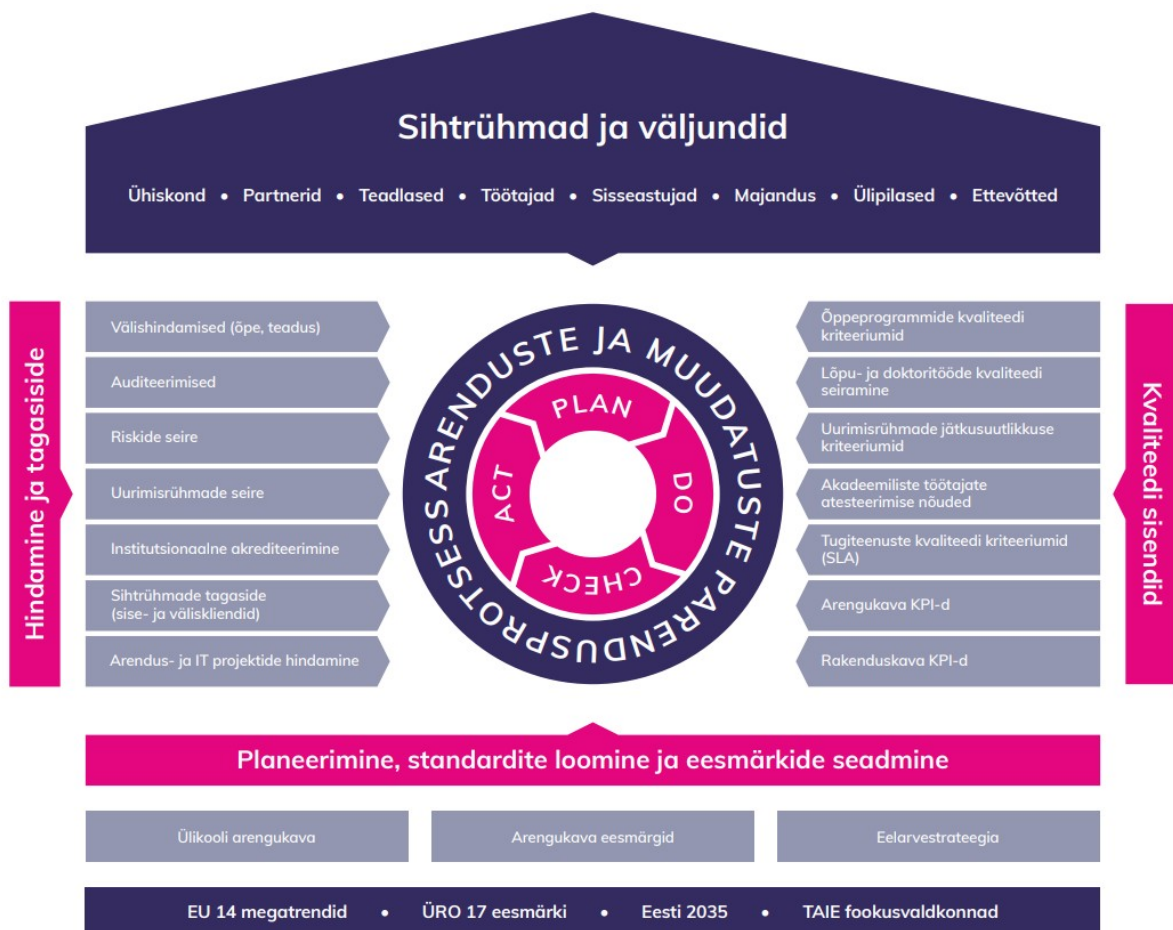 Sihtrühmad ja väljundid
Ühiskond • Partnerid • Teadlased • Töötajad • Sisseastujad • Majandus • Ülipilased • Ettevõtted
Hindamine ja tagasiside
Välishindamised (õpe, teadus)
Auditeerimised
Riskide seire
Uurimisrühmade seire
Institutsionaalne akrediteerimine
Sihtrühmade tagaside
(sise- ja väliskliendid)
Arendus- ja IT projektide hindamine
ARENDUSTE JA MUUDATUSTE PARENDUSPROTSESS
PLAN
DO
CHECK
ACT
Õppeprogrammide kvaliteedi
kriteeriumid
Lõpu- ja doktoritööde kvaliteedi
seiramine
Uurimisrühmade jätkusuutlikkuse
kriteeriumid
Akadeemiliste töötajate
atesteerimise nõuded
Tugiteenuste kvaliteedi kriteeriumid
(SLA)
Arengukava KPI-d
Rakenduskava KPI-d
Kvaliteedi sisendid
Planeerimine, standardite loomine ja eesmärkide seadmine
Ülikooli arengukava
Arengukava eesmärgid
Eelarvestrateegia
EU 14 megatrendid • ÜRO 17 eesmärki • Eesti 2035 • TAIE fookusvaldkonnad